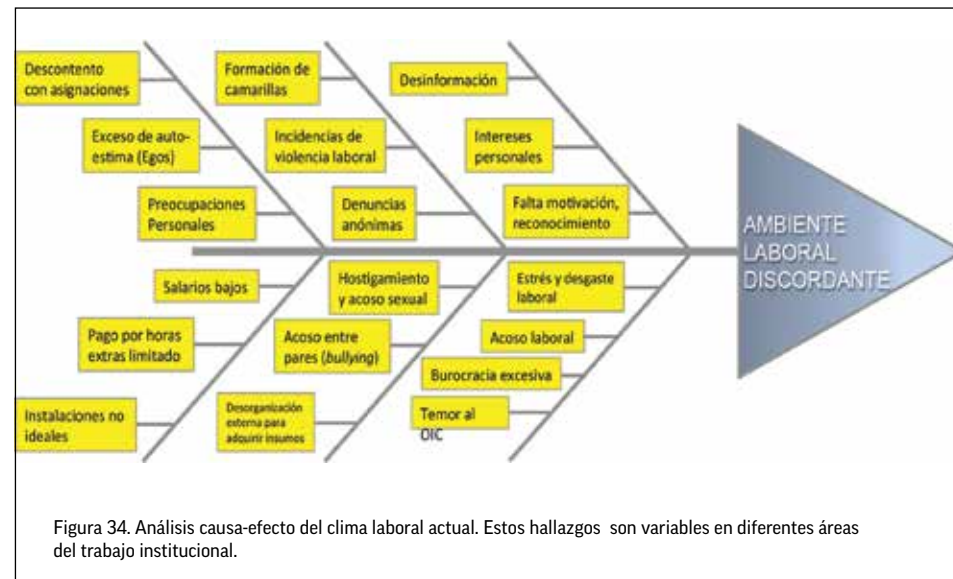 Descontento
con asignaciones
Exceso de auto-
estima (Egos)
Preocupaciones
Personales
Formación de
camarillas
Incidencias de
violencia laboral
Denuncias
anónimas
Desinformación
Intereses
personales
Falta motivación,
reconocimiento
AMBIENTE
LABORAL
DISCORDANTE
Salarios bajos
Pago por horas
extras limitado
Instalaciones no
ideales
Hostigamiento
y acoso sexual
Acoso entre
pares (bullying)
Desorganización
externa para
adquirir insumos
Estrés y desgaste
laboral
Acoso laboral
Burocracia excesiva
Temor al
OIC
Figura 34. Análisis causa-efecto del clima laboral actual. Estos hallazgos son variables en diferentes áreas
del trabajo institucional.